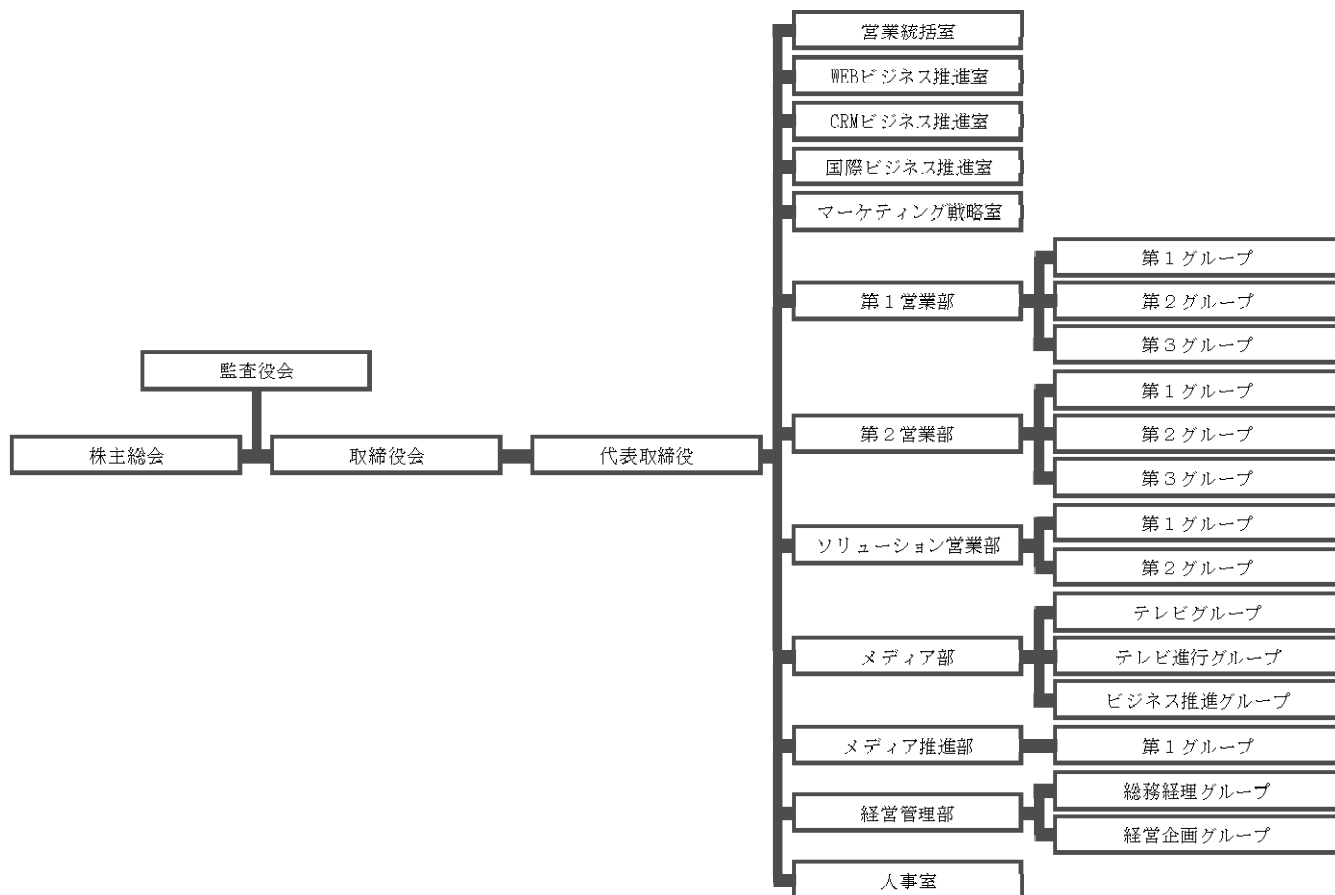 監査役会
株主総会
取締役会
代表取締役
営業統括室
WEBビジネス推進室
CRMビジネス推進室
国際ビジネス推進室
マーケティング戦略室
第1営業部
第1グループ
第2グループ
第3グループ
第2営業部
第1グループ
第2グループ
第3グループ
ソリューション営業部
第1グループ
第2グループ
メディア部
テレビグループ
テレビ進行グループ
ビジネス推進グループ
メディア推進部
第1グループ
経営管理部
総務経理グループ
経営企画グループ
人事室